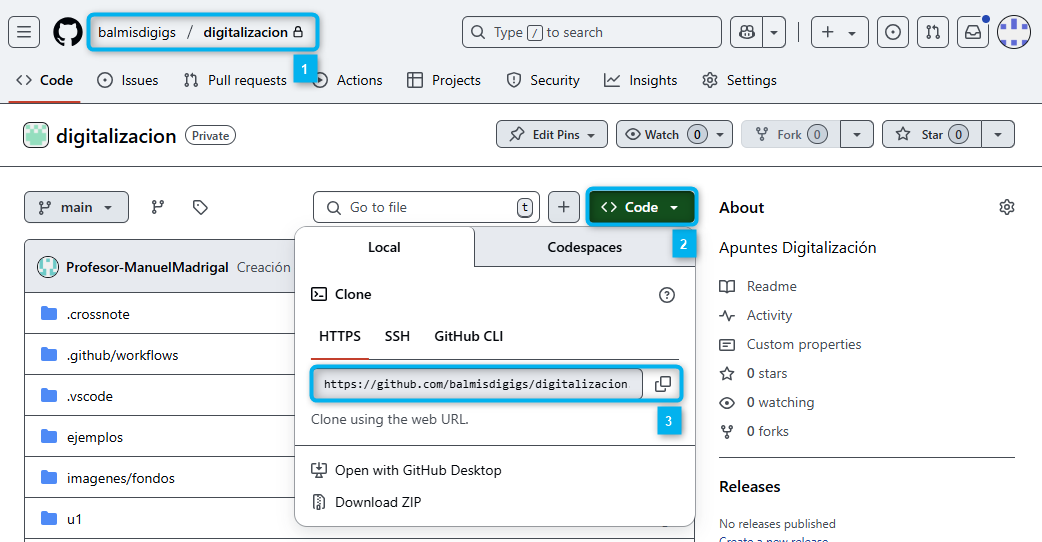 balmisdigigs / digitalizacion
Type / to search
1
Code
Issues
Pull requests
Actions
Projects
Security
Insights
Settings
digitalizacion
Private
Edit Pins
Watch 0
Fork 0
Star 0
main
Go to file
t
Code
2
About
Local
Codespaces
Apuntes Digitalización
Profesor-ManuelMadrigal Creación
Clone
Readme
.crossnote
HTTPS
SSH
GitHub CLI
Activity
.github/workflows
Custom properties
https://github.com/balmisdigigs/digitalizacion
0 stars
.vscode
3
0 watching
Clone using the web URL.
0 forks
ejemplos
Open with GitHub Desktop
imagenes/fondos
Releases
Download ZIP
u1
No releases published
Create a new release